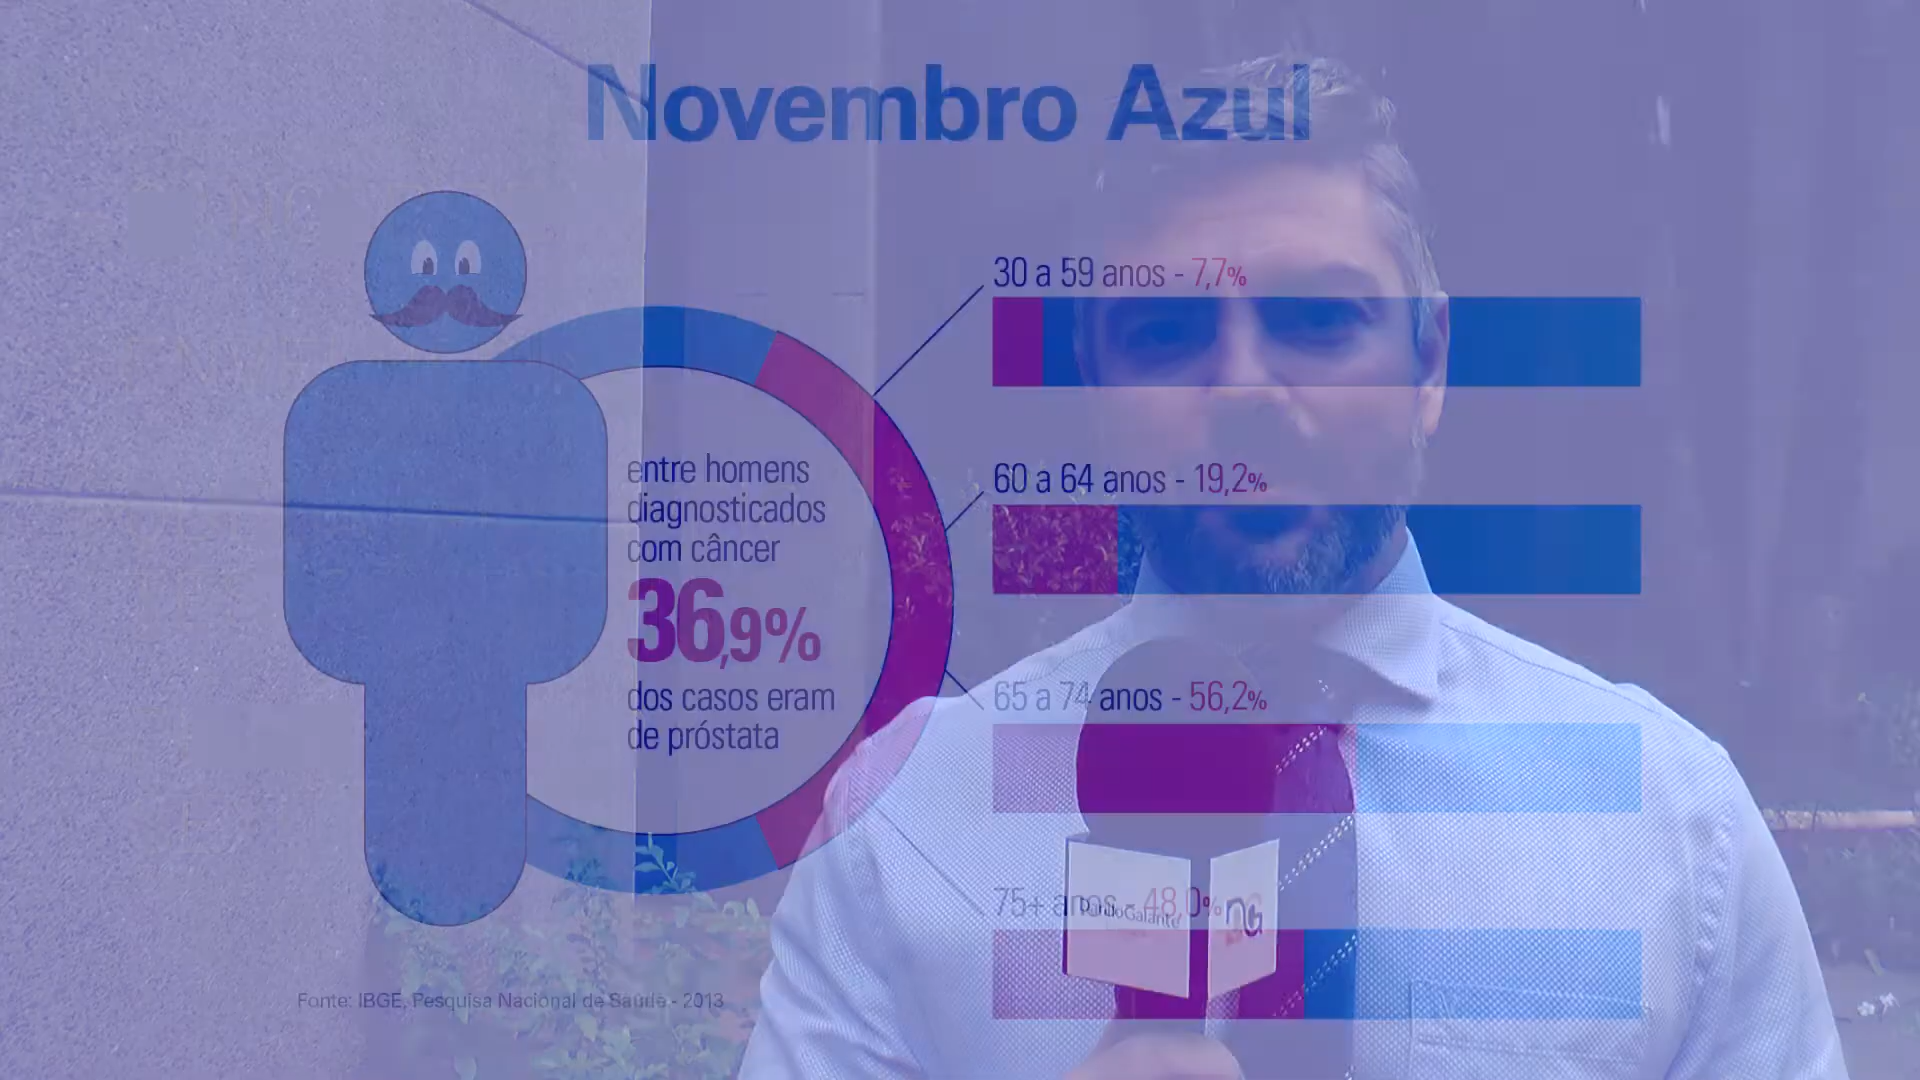 Novembro Azul
30 a 59 anos - 7,7%
60 a 64 anos - 19,2%
entre homens
diagnosticados
com câncer
36,9%
dos casos eram
de próstata
65 a 74 anos - 56,2%
75+ anos - 48,0%
DaniloGalante
DG
Fonte: IBGE, Pesquisa Nacional de Saúde - 2013